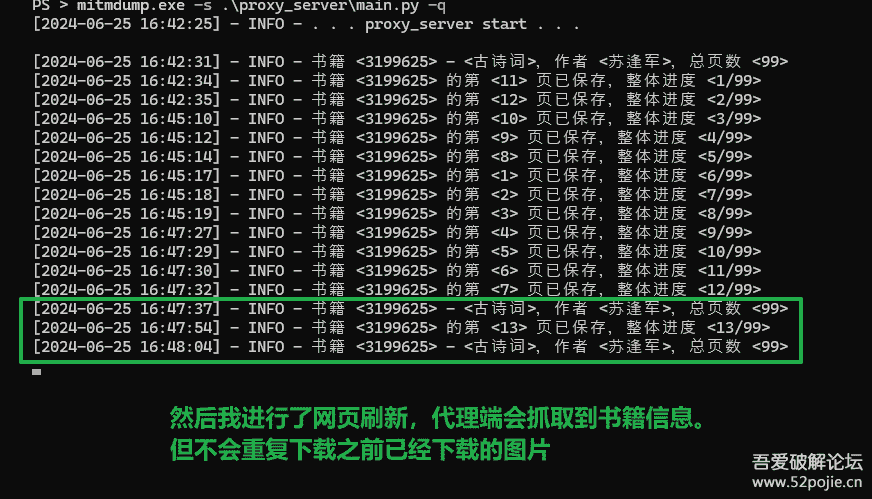 PS > mitmdump.exe -s .\proxy_server\main.py -q
[2024-06-25 16:42:25] - INFO - . . . proxy_server start . . .
[2024-06-25 16:42:31] - INFO - 书籍 <3199625> - <古诗词>, 作者 <苏逢军>, 总页数 <99>
[2024-06-25 16:42:34] - INFO - 书籍 <3199625> 的第 <11> 页已保存, 整体进度 <1/99>
[2024-06-25 16:42:35] - INFO - 书籍 <3199625> 的第 <12> 页已保存, 整体进度 <2/99>
[2024-06-25 16:45:10] - INFO - 书籍 <3199625> 的第 <10> 页已保存, 整体进度 <3/99>
[2024-06-25 16:45:12] - INFO - 书籍 <3199625> 的第 <9> 页已保存, 整体进度 <4/99>
[2024-06-25 16:45:14] - INFO - 书籍 <3199625> 的第 <8> 页已保存, 整体进度 <5/99>
[2024-06-25 16:45:17] - INFO - 书籍 <3199625> 的第 <1> 页已保存, 整体进度 <6/99>
[2024-06-25 16:45:18] - INFO - 书籍 <3199625> 的第 <2> 页已保存, 整体进度 <7/99>
[2024-06-25 16:45:19] - INFO - 书籍 <3199625> 的第 <3> 页已保存, 整体进度 <8/99>
[2024-06-25 16:47:27] - INFO - 书籍 <3199625> 的第 <4> 页已保存, 整体进度 <9/99>
[2024-06-25 16:47:29] - INFO - 书籍 <3199625> 的第 <5> 页已保存, 整体进度 <10/99>
[2024-06-25 16:47:30] - INFO - 书籍 <3199625> 的第 <6> 页已保存, 整体进度 <11/99>
[2024-06-25 16:47:32] - INFO - 书籍 <3199625> 的第 <7> 页已保存, 整体进度 <12/99>
[2024-06-25 16:47:37] - INFO - 书籍 <3199625> - <古诗词>, 作者 <苏逢军>, 总页数 <99>
[2024-06-25 16:47:54] - INFO - 书籍 <3199625> 的第 <13> 页已保存, 整体进度 <13/99>
[2024-06-25 16:48:04] - INFO - 书籍 <3199625> - <古诗词>, 作者 <苏逢军>, 总页数 <99>
然后我进行了网页刷新，代理端会抓取到书籍信息。
但不会重复下载之前已经下载的图片
吾爱破解论坛
www.52pojie.cn